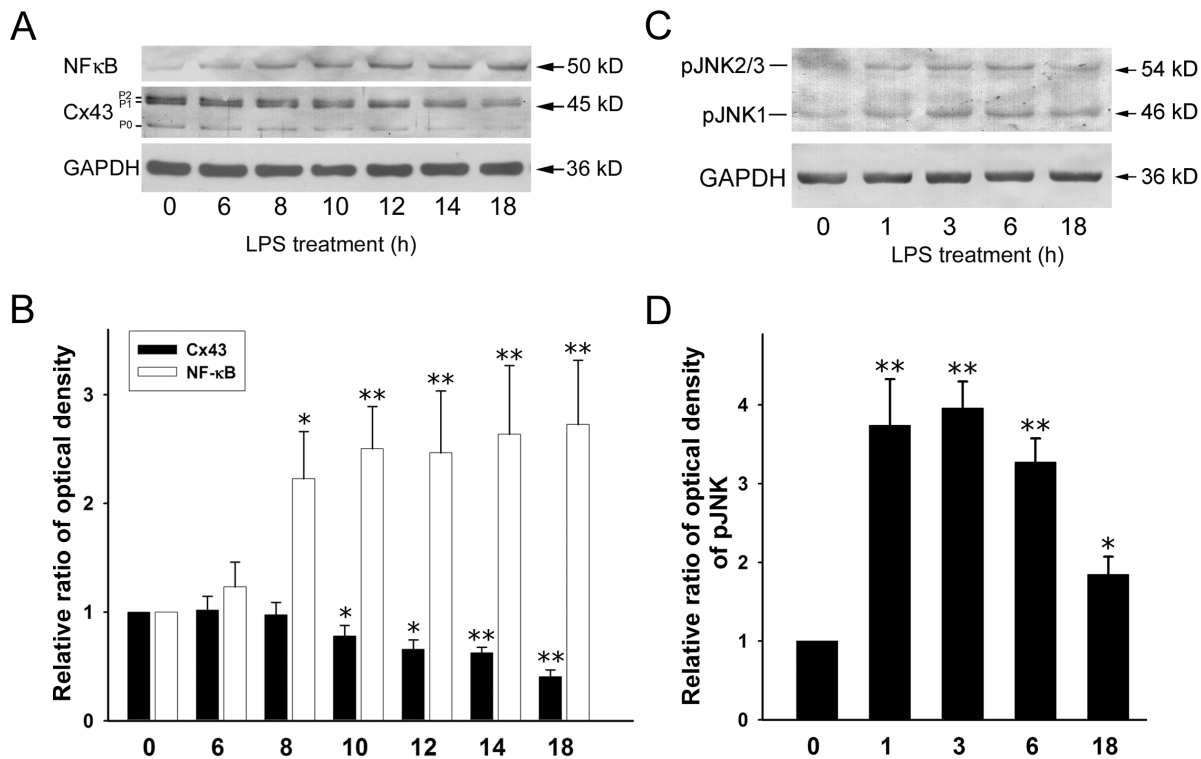 A
NFκB
50 kD
P2
P1
Cx43
45 kD
P0
GAPDH
36 kD
0 6 8 10 12 14 18
LPS treatment (h)
C
pJNK2/3
54 kD
pJNK1
46 kD
GAPDH
36 kD
0 1 3 6 18
LPS treatment (h)
B
Relative ratio of optical density
Cx43
NF-κB
3
2
1
0
* ** ** ** **
* * ** **
0 6 8 10 12 14 18
D
Relative ratio of optical density
of pJNK
4
3
2
1
0
** ** ** *
0 1 3 6 18